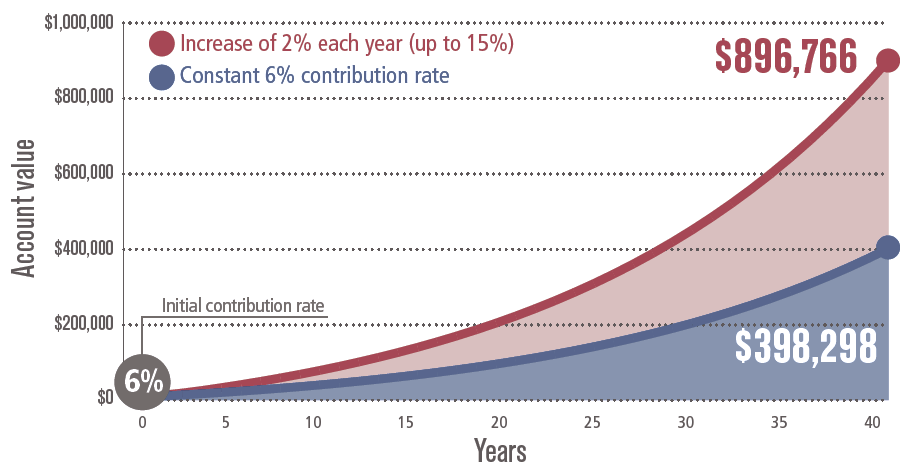 $1,000,000
Increase of 2% each year (up to 15%)
$896,766
Constant 6% contribution rate
$800,000
$600,000
Account value
$400,000
Initial contribution rate
$200,000
$398,298
6%
$0
0 5 10 15 20 25 30 35 40
Years